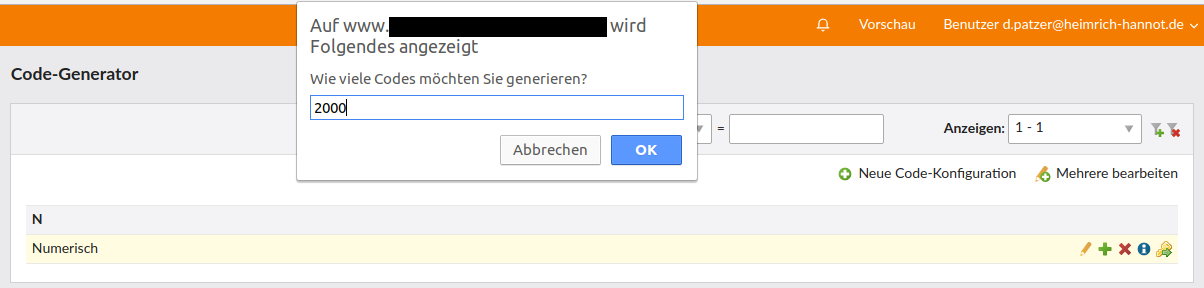 Auf www. wird
Folgendes angezeigt
Wie viele Codes möchten Sie generieren?
2000
Abbrechen
OK
Vorschau
Benutzer d.patzer@heimrich-hannot.de
Code-Generator
=
Anzeigen:
1 - 1
Neue Code-Konfiguration
Mehrere bearbeiten
N
Numerisch